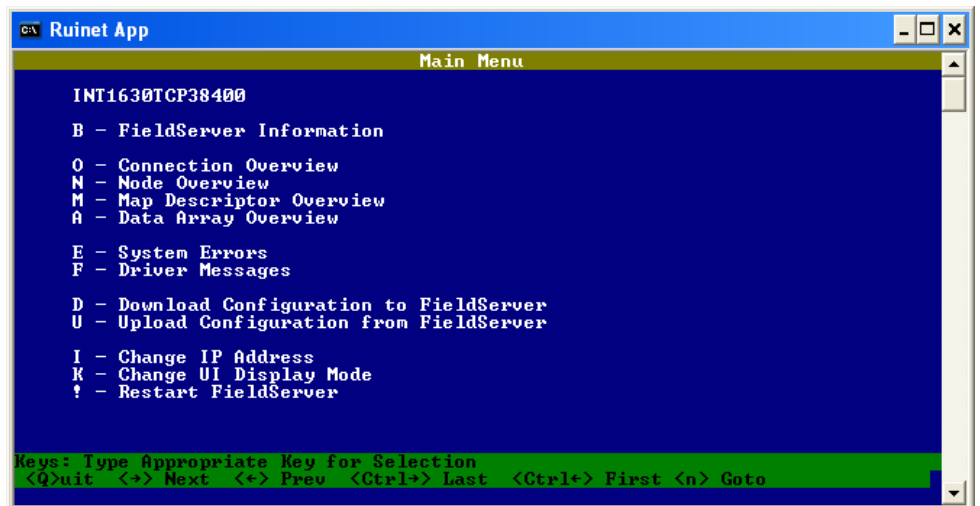 Ruinet App
Main Menu
INT1630TCP38400
B - FieldServer Information
O - Connection Overview
N - Node Overview
M - Map Descriptor Overview
A - Data Array Overview
E - System Errors
F - Driver Messages
D - Download Configuration to FieldServer
U - Upload Configuration from FieldServer
I - Change IP Address
K - Change UI Display Mode
! - Restart FieldServer
Keys: Type Appropriate Key for Selection
<Q>uit <→> Next <←> Prev <Ctrl→> Last <Ctrl←> First <n> Goto